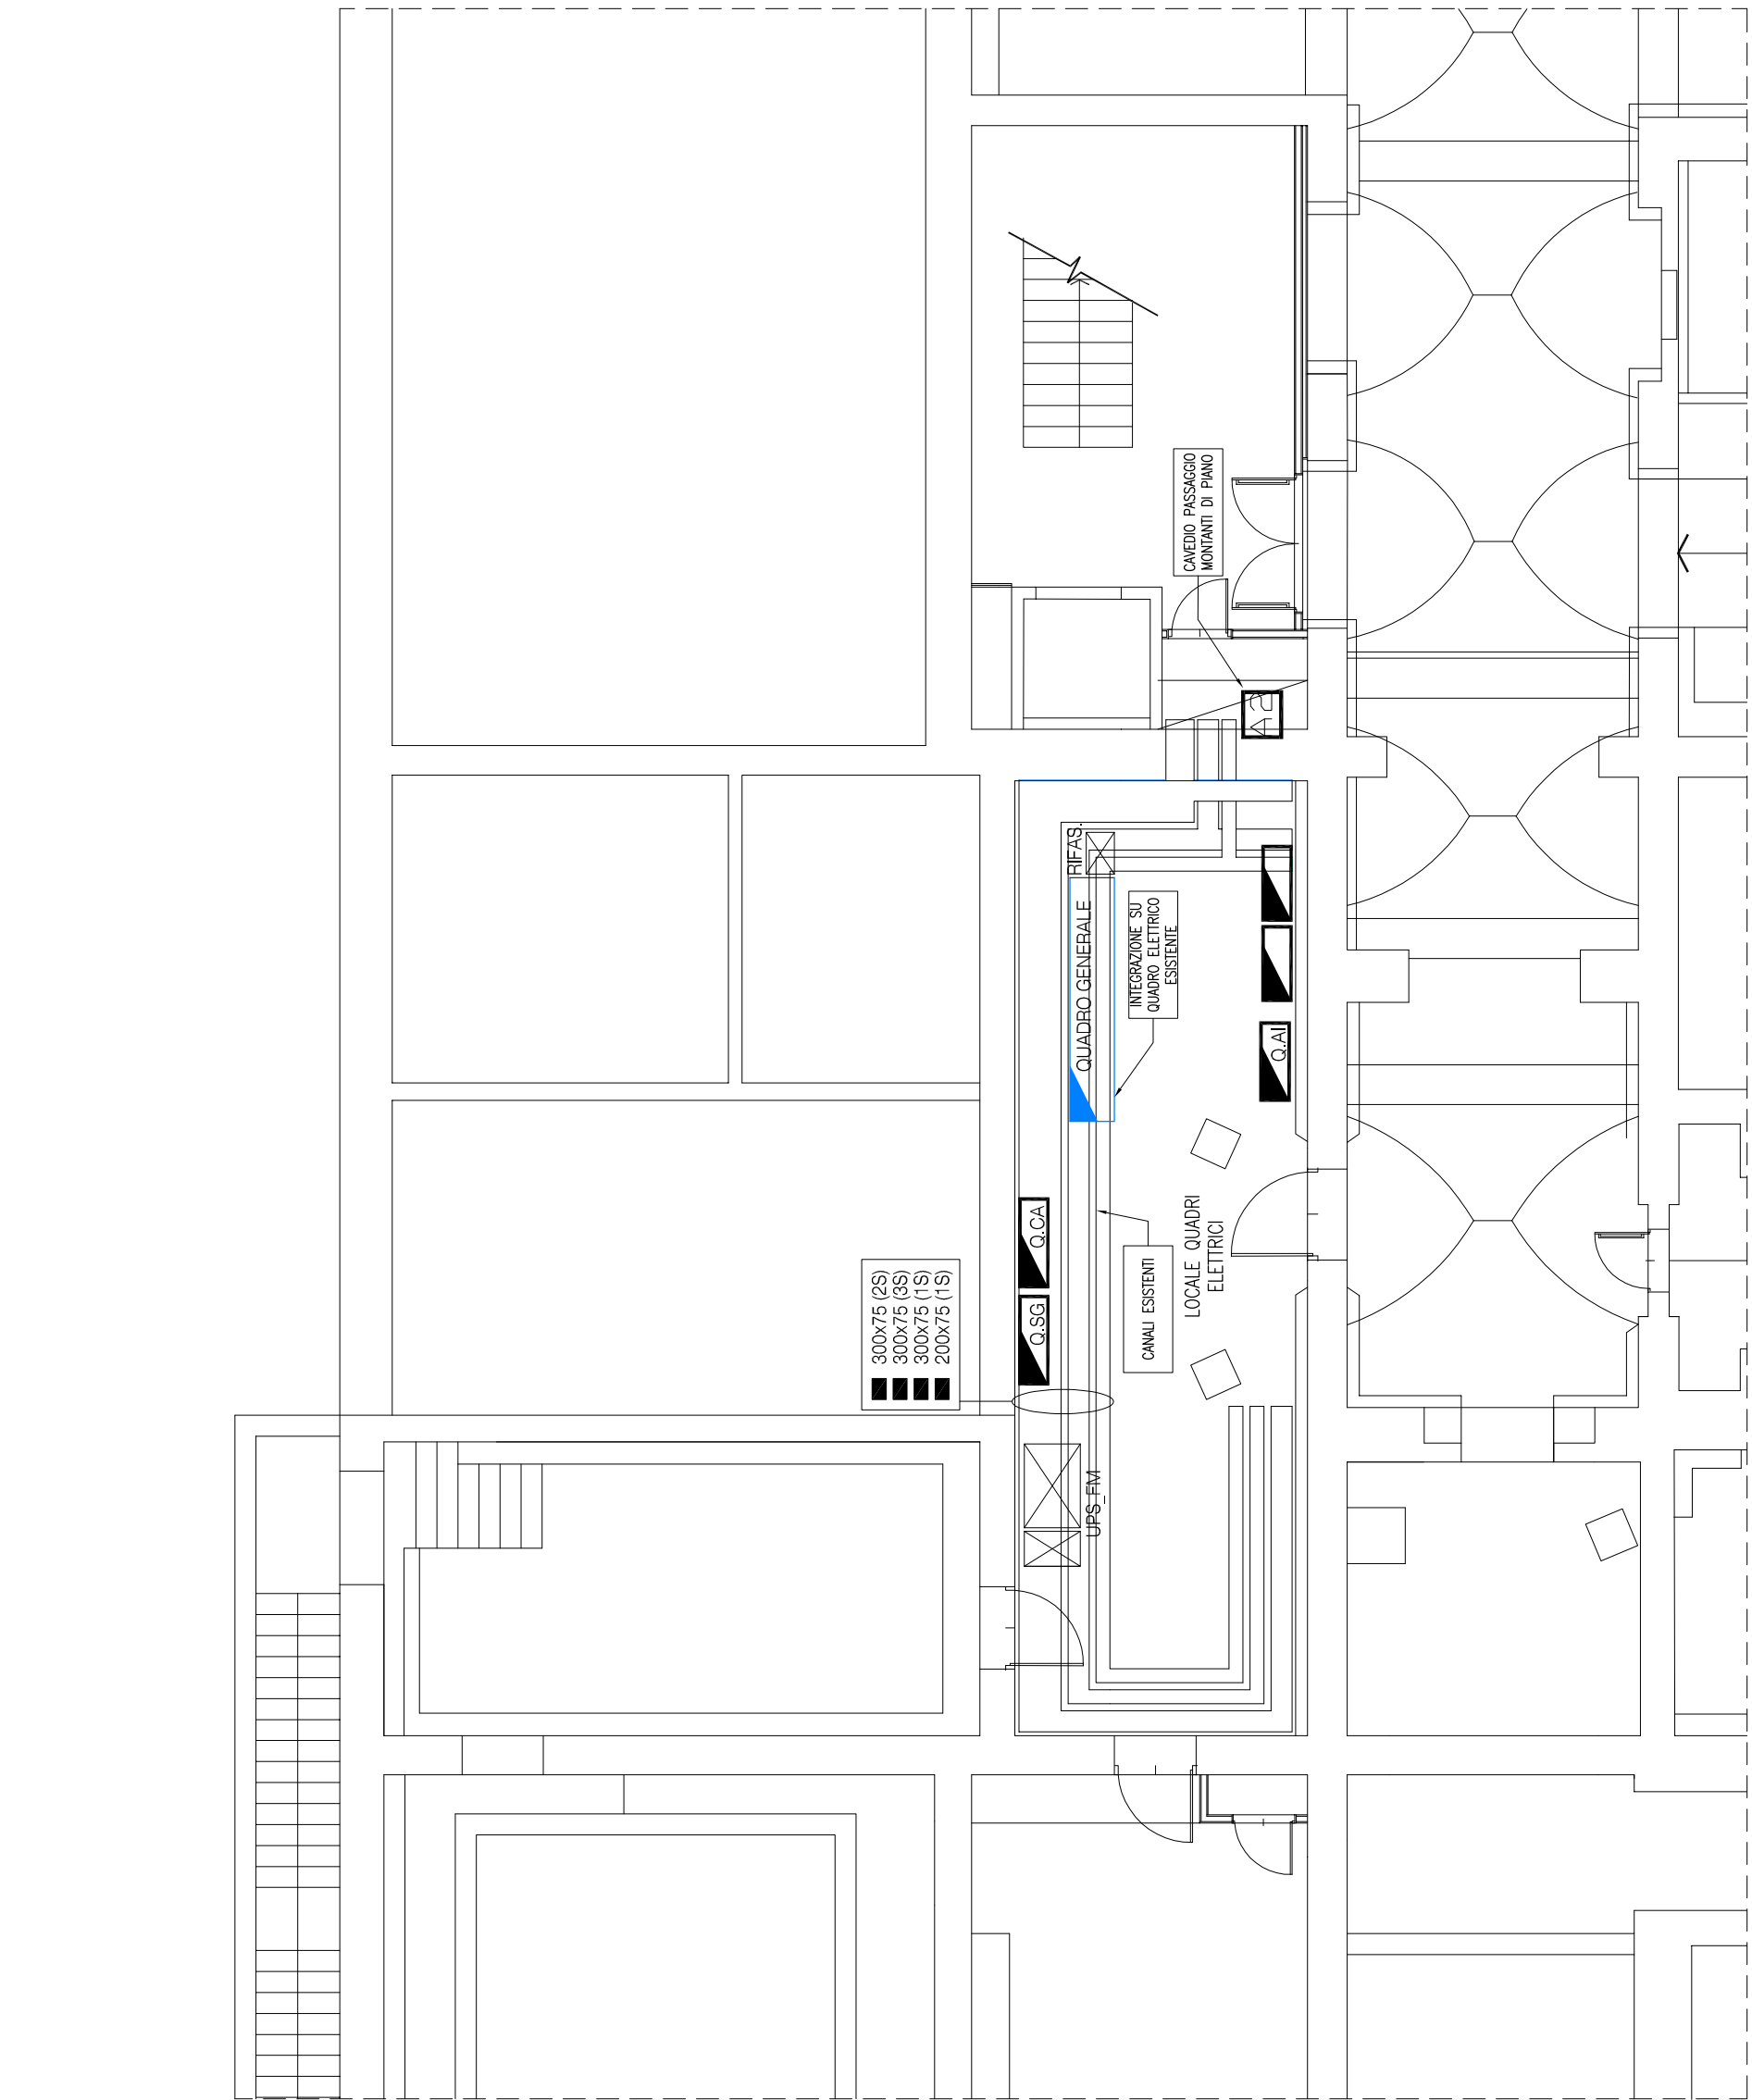 CAVEDIO PASSAGGIO
MONTANTI DI PIANO
A2
RIFAS.
QUADRO GENERALE
INTEGRAZIONE SU
QUADRO ELETTRICO
ESISTENTE
Q.AI
Q.CA
Q.SG
CANALI ESISTENTI
LOCALE QUADRI
ELETTRICI
300x75 (2S)
300x75 (3S)
300x75 (1S)
200x75 (1S)
UPS_FM